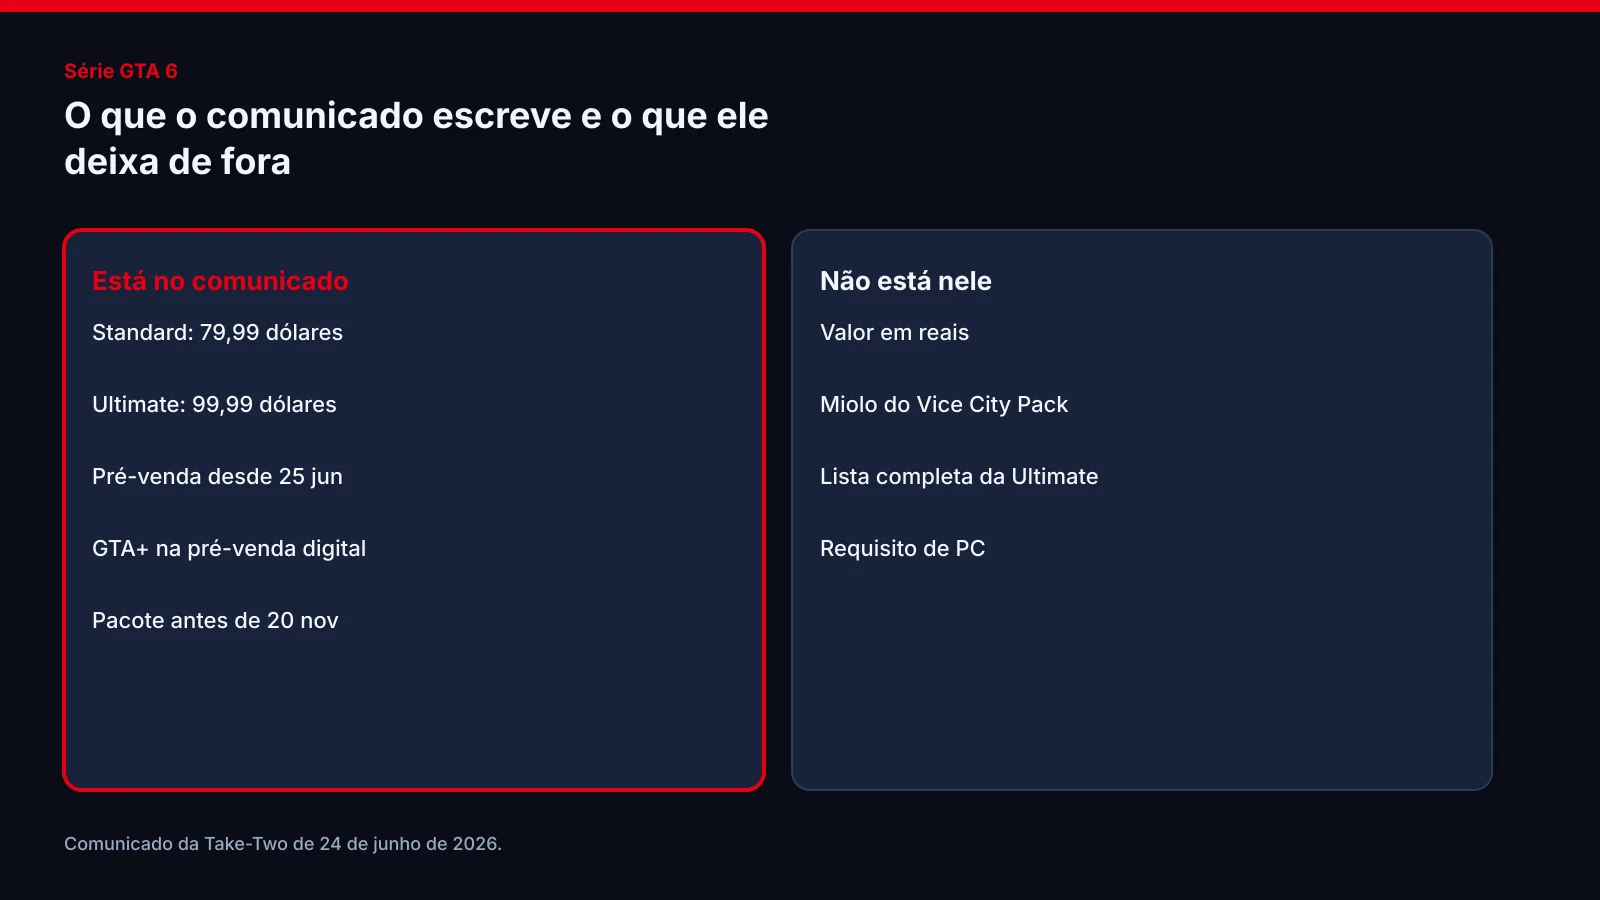 Série GTA 6
O que o comunicado escreve e o que ele
deixa de fora
Está no comunicado
Standard: 79,99 dólares
Ultimate: 99,99 dólares
Pré-venda desde 25 jun
GTA+ na pré-venda digital
Pacote antes de 20 nov
Não está nele
Valor em reais
Miolo do Vice City Pack
Lista completa da Ultimate
Requisito de PC
Comunicado da Take-Two de 24 de junho de 2026.